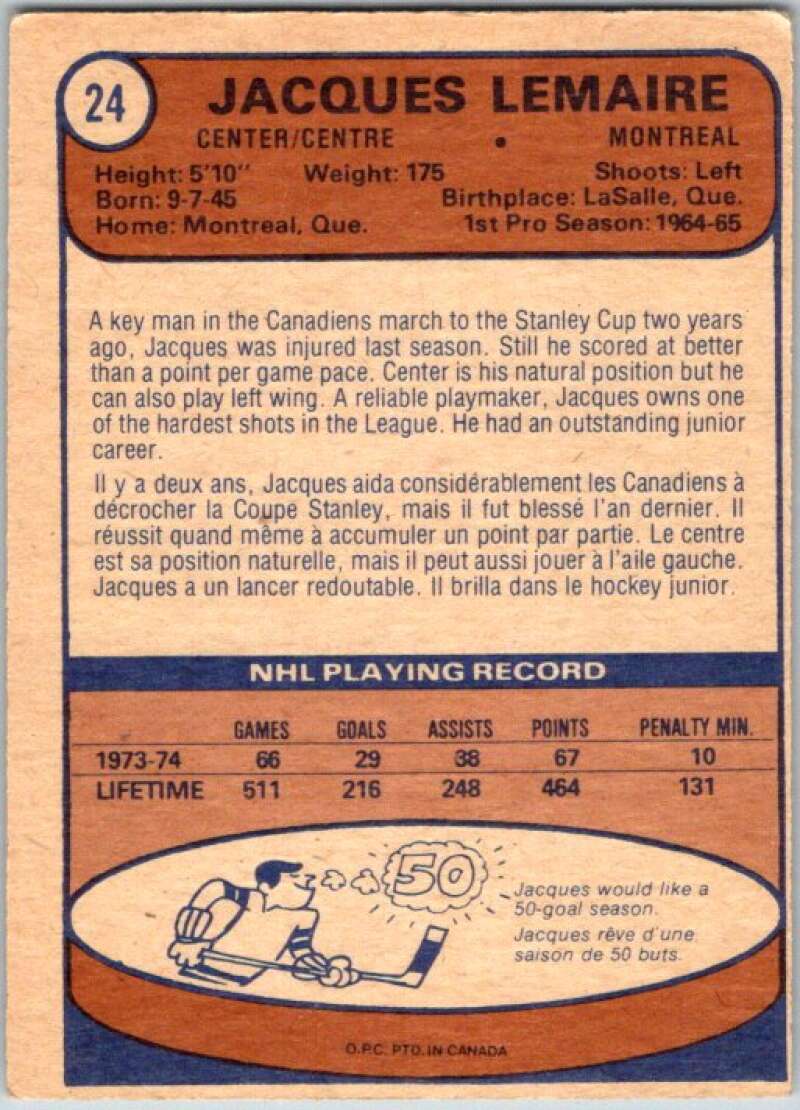 24
JACQUES LEMAIRE
CENTER/CENTRE • MONTREAL
Height: 5'10" Weight: 175 Shoots: Left
Born: 9-7-45 Birthplace: LaSalle, Que.
Home: Montreal, Que. 1st Pro Season: 1964-65
A key man in the Canadiens march to the Stanley Cup two years
ago, Jacques was injured last season. Still he scored at better
than a point per game pace. Center is his natural position but he
can also play left wing. A reliable playmaker, Jacques owns one
of the hardest shots in the League. He had an outstanding junior
career.
Il y a deux ans, Jacques aida considérablement les Canadiens à
décrocher la Coupe Stanley, mais il fut blessé l'an dernier. Il
réussit quand même à accumuler un point par partie. Le centre
est sa position naturelle, mais il peut aussi jouer à l'aile gauche.
Jacques a un lancer redoutable. Il brilla dans le hockey junior.
NHL PLAYING RECORD
GAMES GOALS ASSISTS POINTS PENALTY MIN.
1973-74 66 29 38 67 10
LIFETIME 511 216 248 464 131
50
Jacques would like a
50-goal season.
Jacques rêve d'une
saison de 50 buts.
O.P.C. PTD. IN CANADA